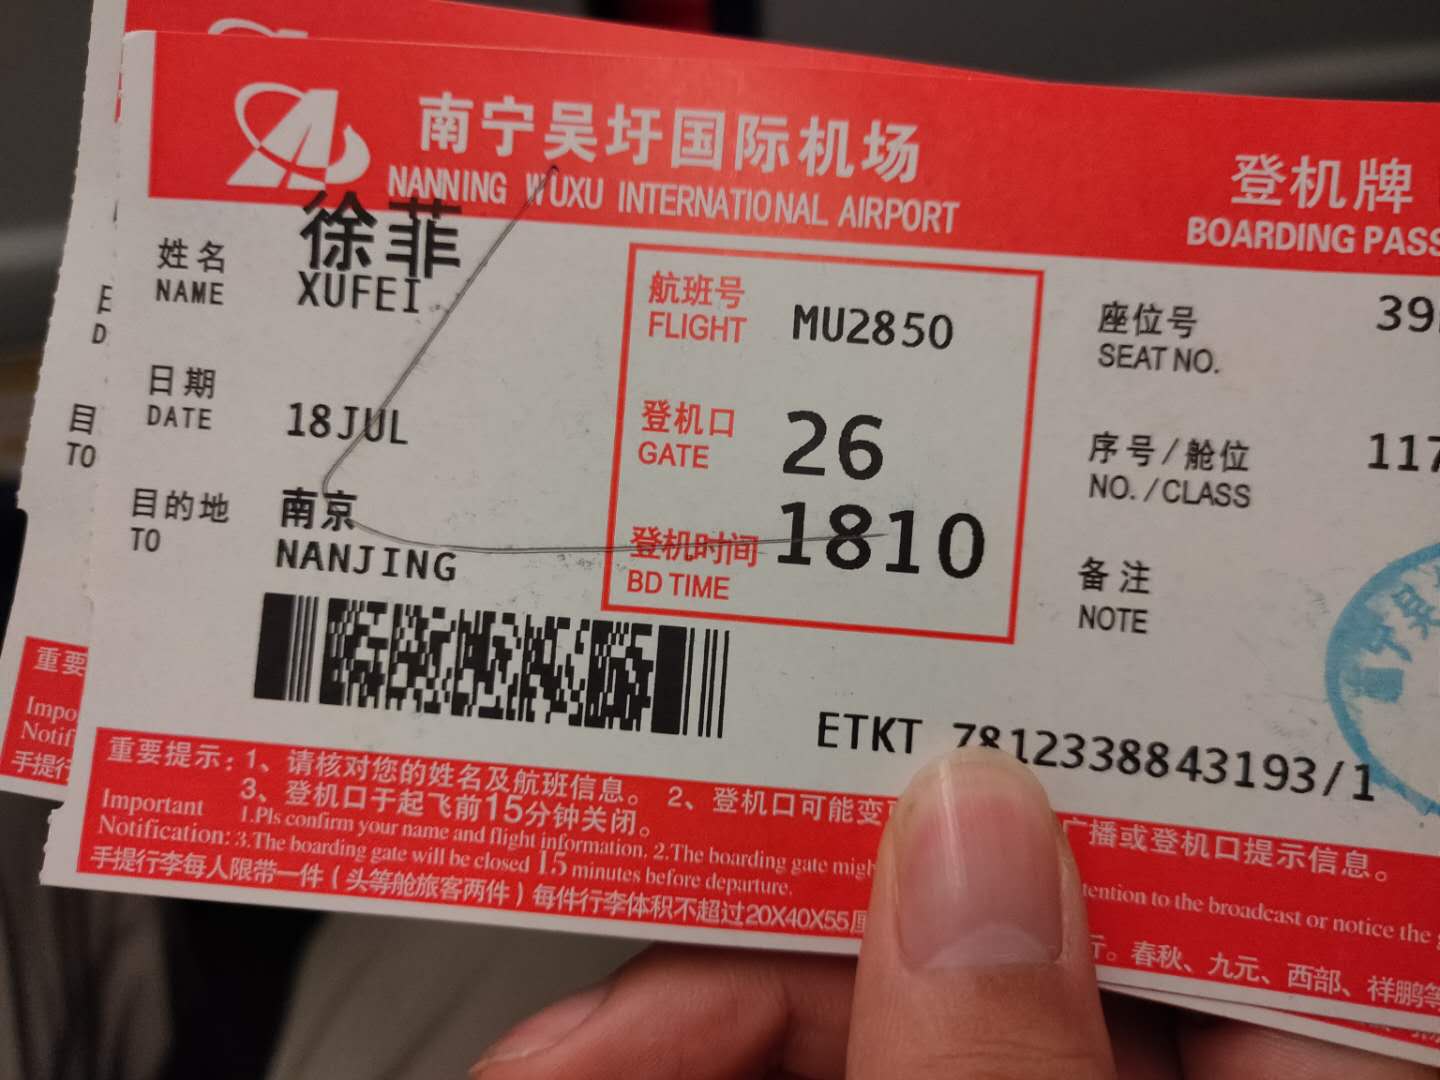 南宁吴圩国际机场
NANNING WUXU INTERNATIONAL AIRPORT
登机牌
BOARDING PASS
姓名
NAME
徐菲
XUFEI
日期
DATE
18JUL
目的地
TO
南京
NANJING
航班号
FLIGHT
MU2850
登机口
GATE
26
登机时间
BD TIME
1810
座位号
SEAT NO.
39
序号/舱位
NO./CLASS
117
备注
NOTE
ETKT 7812338843193/1
重要提示：1、请核对您的姓名及航班信息。 2、登机口可能变 广播或登机口提示信息。
3、登机口于起飞前15分钟关闭。
Important 1.Pls confirm your name and flight information. 2.The boarding gate migh tention to the broadcast or notice the
Notification: 3.The boarding gate will be closed 15 minutes before departure.
手提行李每人限带一件（头等舱旅客两件）每件行李体积不超过20X40X55厘 行。春秋、九元、西部、祥鹏等
D
目
TO
重要
Impo
Notif
手提行